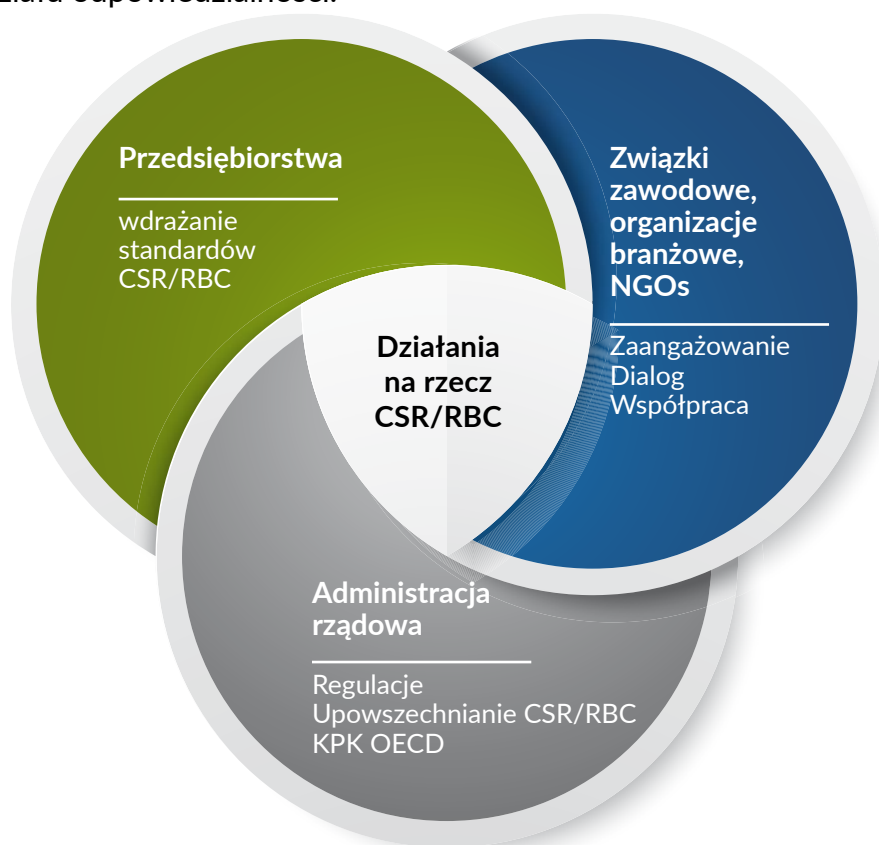 odpowiedzialności.
Przedsiębiorstwa
wdrażanie
standardów
CSR/RBC
Związki
zawodowe,
organizacje
branżowe,
NGOs
Zaangażowanie
Dialog
Współpraca
Działania
na rzecz
CSR/RBC
Administracja
rządowa
Regulacje
Upowszechnianie CSR/RBC
KPK OECD